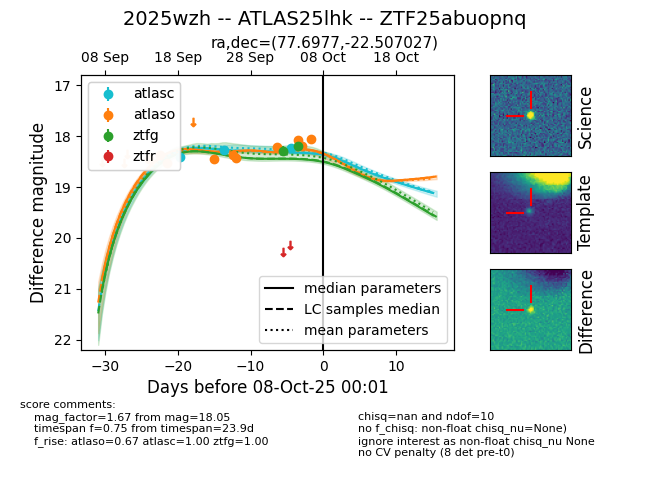 2025wzh -- ATLAS25lhk -- ZTF25abuopnq
ra,dec=(77.6977,-22.507027)
08 Sep 18 Sep 28 Sep 08 Oct 18 Oct
17
18
19
20
21
22
Difference magnitude
atlasc
atlaso
ztfg
ztfr
median parameters
LC samples median
mean parameters
−30 −20 −10 0 10
Days before 08-Oct-25 00:01
Science
Template
Difference
score comments:
mag_factor=1.67 from mag=18.05
timespan f=0.75 from timespan=23.9d
f_rise: atlaso=0.67 atlasc=1.00 ztfg=1.00
chisq=nan and ndof=10
no f_chisq: non-float chisq_nu=None)
ignore interest as non-float chisq_nu None
no CV penalty (8 det pre-t0)